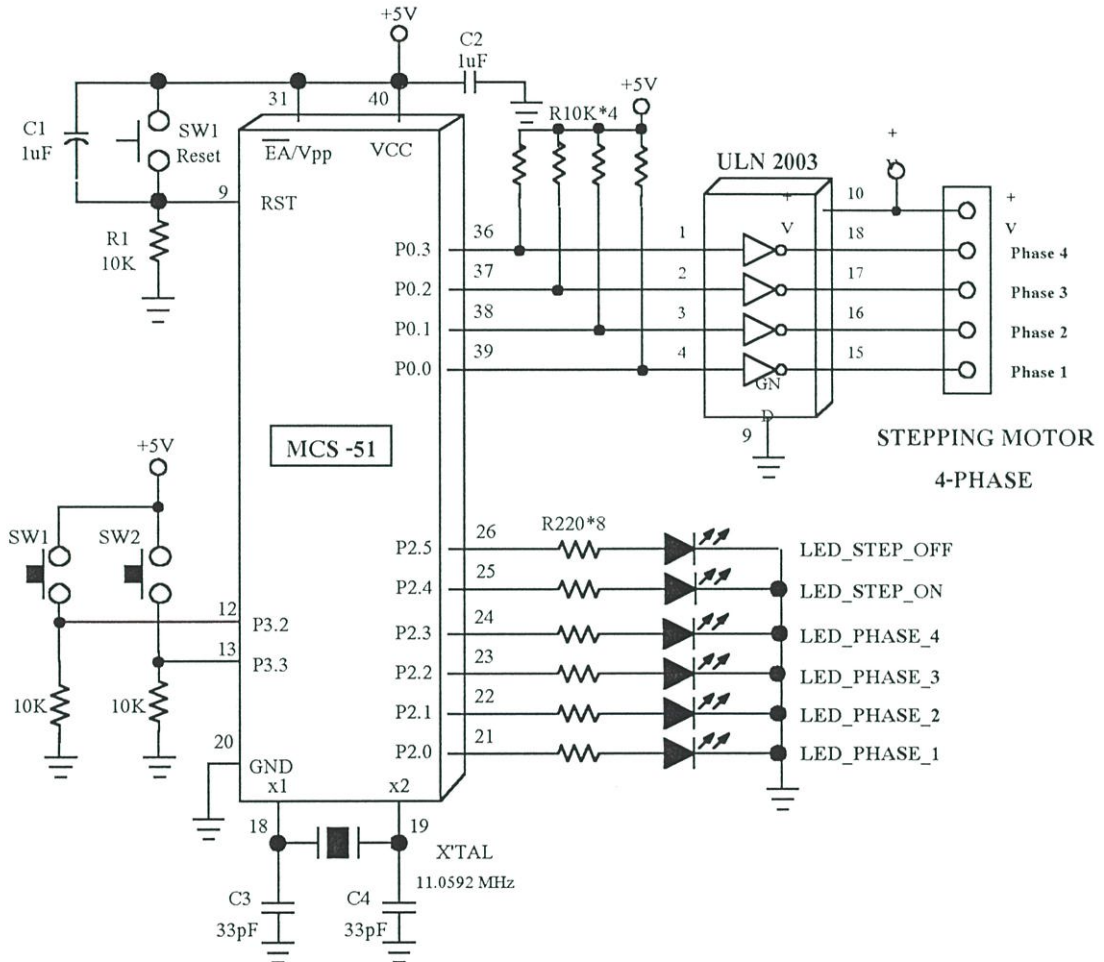 +5V
C2
1uF
+5V
31
40
R10K*4
+
C1
1uF
SW1
Reset
EA/Vpp
VCC
ULN 2003
9
RST
+
10
+
V
V
R1
10K
P0.3
36
1
18
Phase 4
P0.2
37
2
17
Phase 3
P0.1
38
3
16
Phase 2
P0.0
39
4
15
Phase 1
GN
D
9
MCS -51
STEPPING MOTOR
4-PHASE
+5V
SW1
SW2
R220*8
P2.5
26
LED_STEP_OFF
P2.4
25
LED_STEP_ON
12
P3.2
P2.3
24
LED_PHASE_4
13
P3.3
P2.2
23
LED_PHASE_3
10K
10K
P2.1
22
LED_PHASE_2
20
GND
P2.0
21
LED_PHASE_1
x1
x2
18
19
X'TAL
11.0592 MHz
C3
33pF
C4
33pF